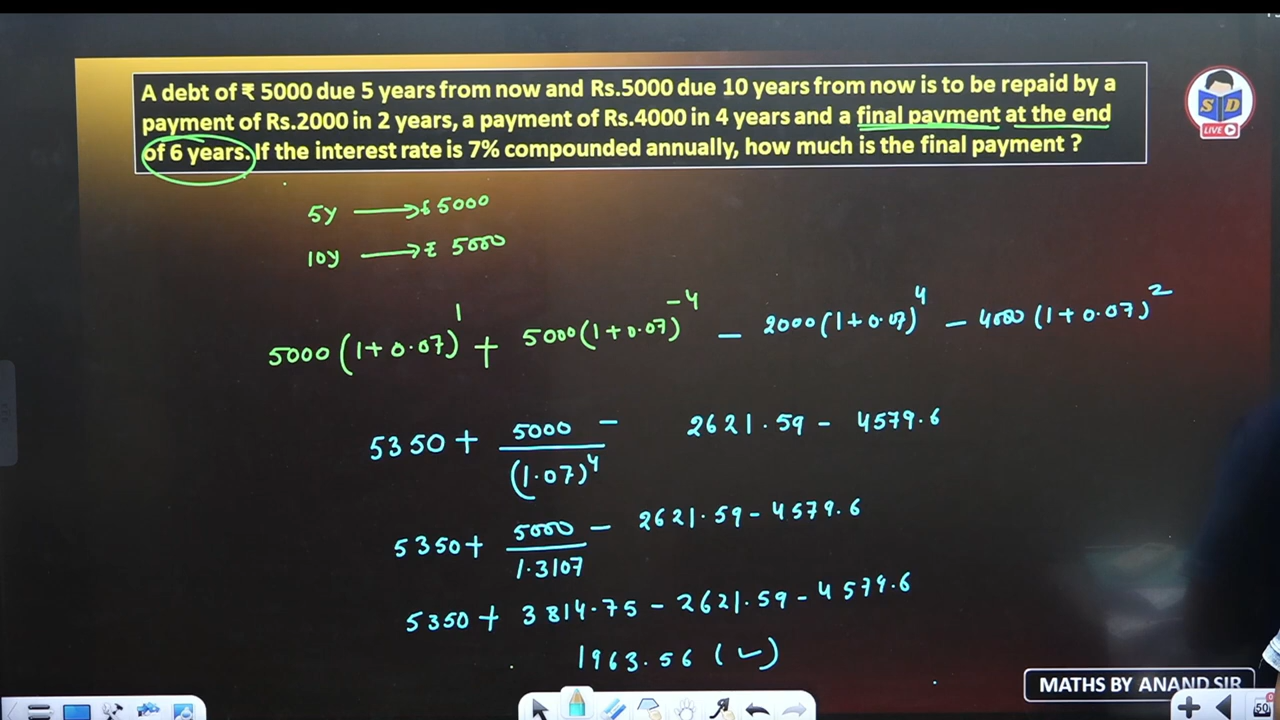 A debt of ₹ 5000 due 5 years from now and Rs.5000 due 10 years from now is to be repaid by a
payment of Rs.2000 in 2 years, a payment of Rs.4000 in 4 years and a final payment at the end
of 6 years. If the interest rate is 7% compounded annually, how much is the final payment ?
SD
LIVE
5y → ₹ 5000
10y → ₹ 5000
5000 (1+0.07)^1 + 5000(1+0.07)^-4 - 2000(1+0.07)^4 - 4000 (1+0.07)^2
5350 + 5000/(1.07)^4 - 2621.59 - 4579.6
5350 + 5000/1.3107 - 2621.59 - 4579.6
5350 + 3814.75 - 2621.59 - 4579.6
1963.56 (✓)
MATHS BY ANAND SIR
50